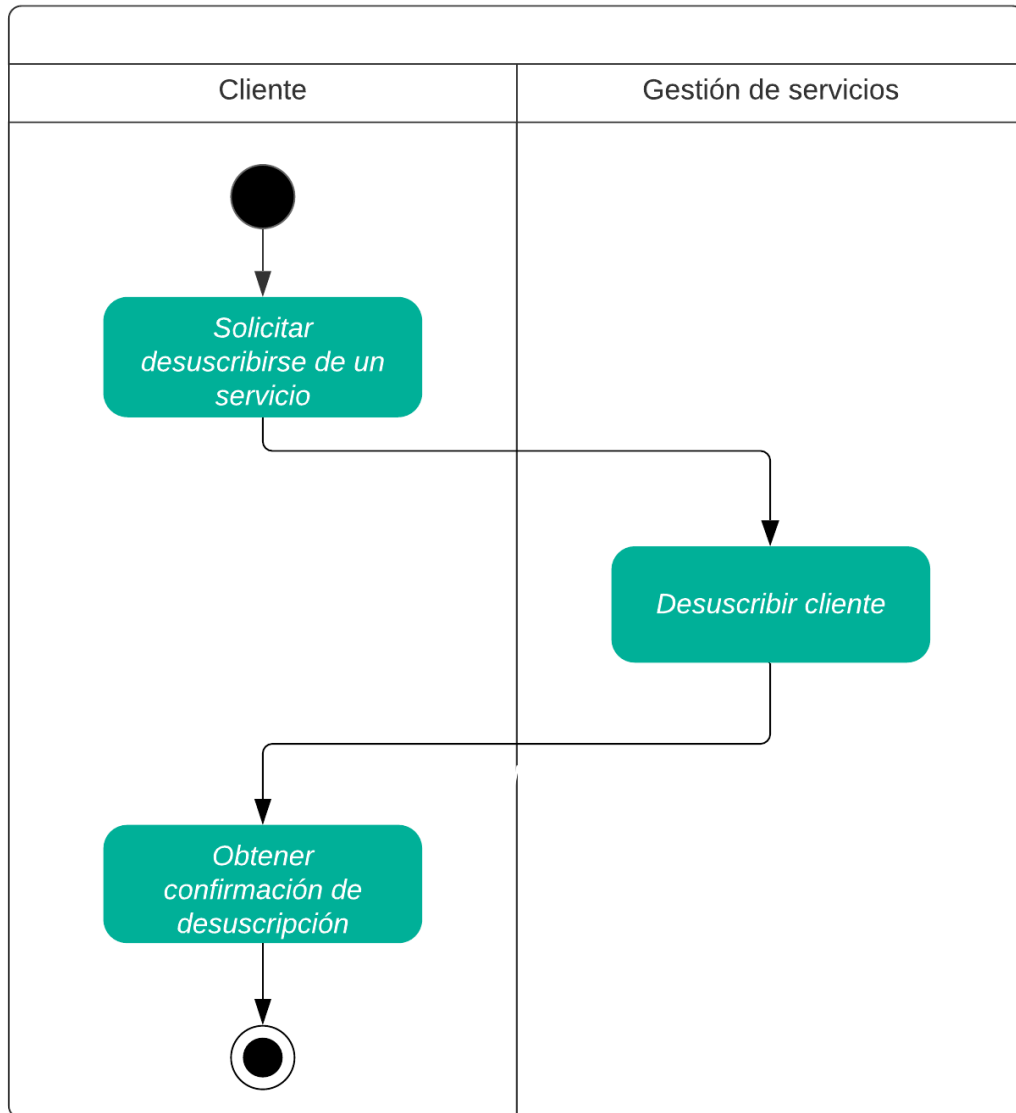 Cliente
Gestión de servicios
Solicitar
desuscribirse de un
servicio
Desuscribir cliente
Obtener
confirmación de
desuscripción